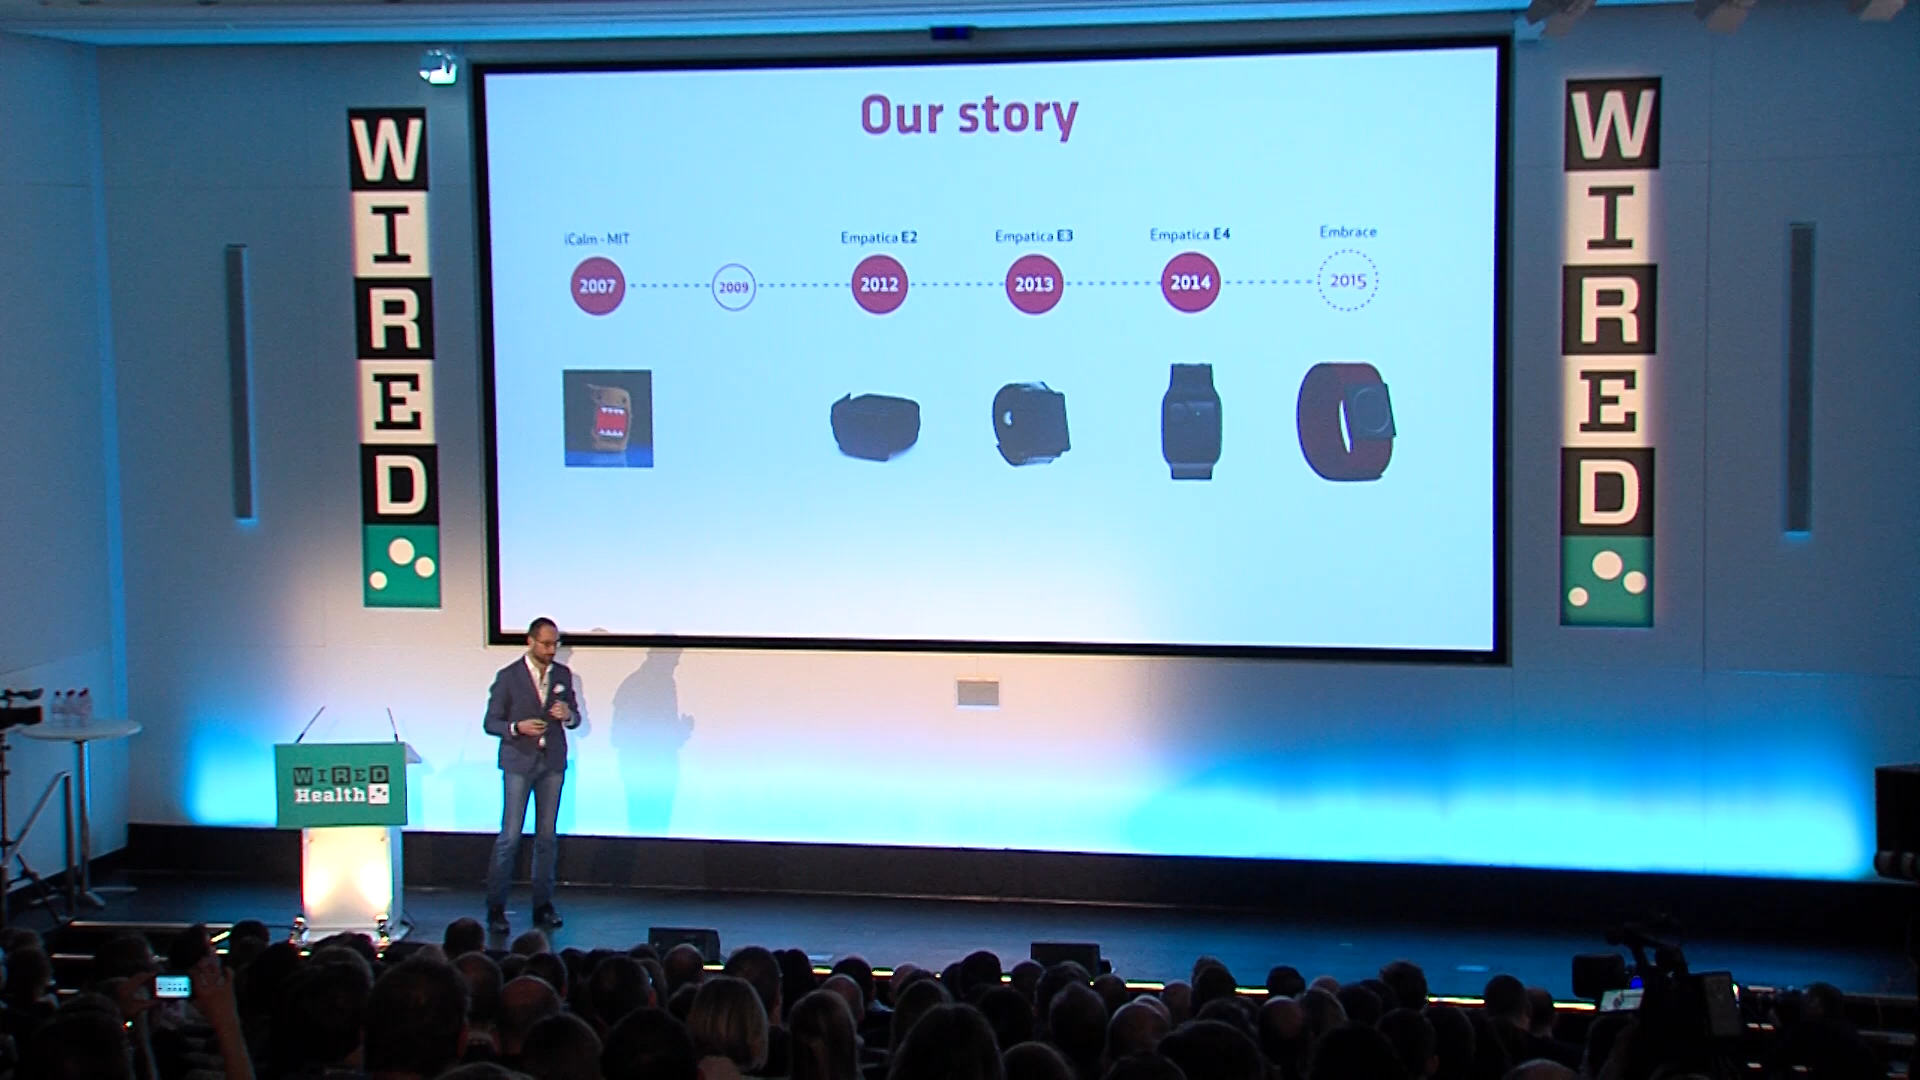 WIRED
Our story
iCalm - MIT
Empatica E2
Empatica E3
Empatica E4
Embrace
2007
2009
2012
2013
2014
2015
WIRED
WIRED
Health